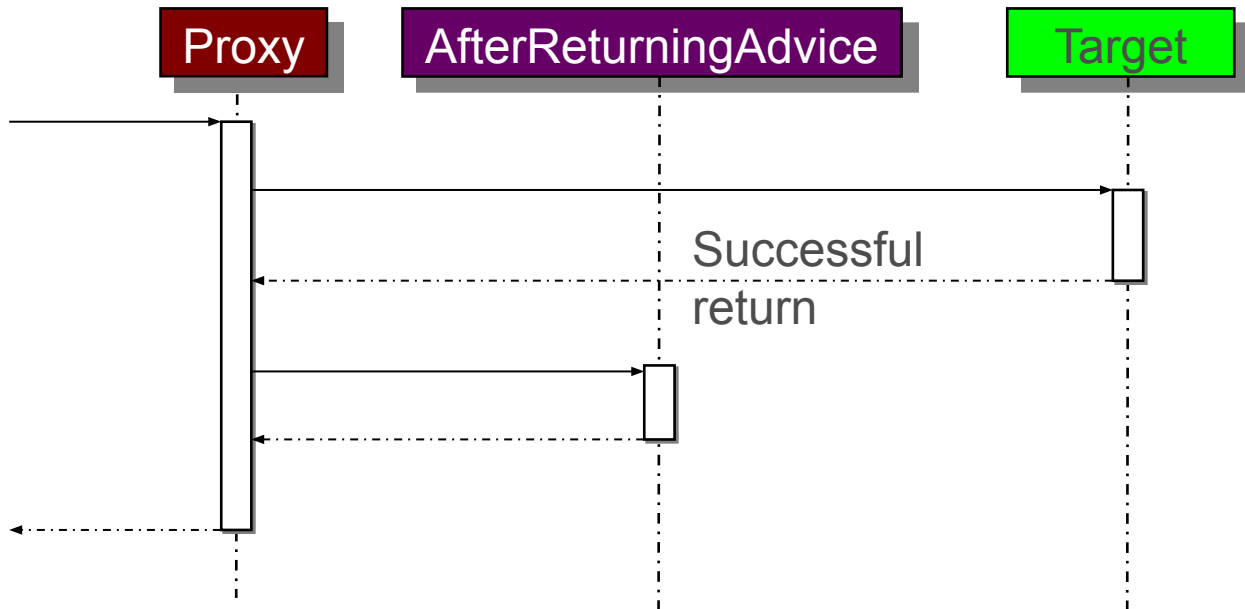 Proxy
AfterReturningAdvice
Target
Successful
return